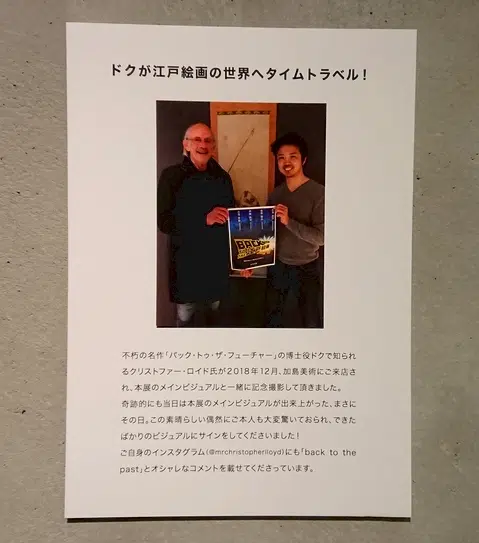 ドクが江戸絵画の世界へタイムトラベル!
BACK
不朽の名作「バック・トゥ・ザ・フューチャー」の博士役ドクで知られ
るクリストファー・ロイド氏が2018年12月、加島美術にご来店さ
れ、本展のメインビジュアルと一緒に記念撮影して頂きました。
奇跡的にも当日は本展のメインビジュアルが出来上がった、まさに
その日。この素晴らしい偶然にご本人も大変驚いておられ、できた
ばかりのビジュアルにサインをしてくださいました!
ご自身のインスタグラム(@mrchristopherlloyd)にも「back to the
past」とオシャレなコメントを載せてくださっています。